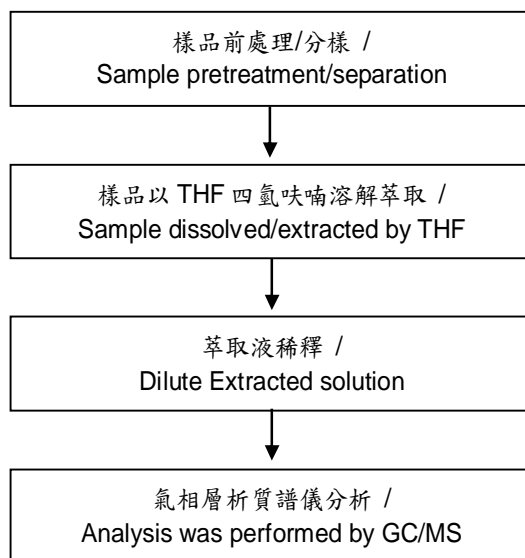 樣品前處理/分樣 /
Sample pretreatment/separation
樣品以 THF 四氫呋喃溶解萃取 /
Sample dissolved/extracted by THF
萃取液稀釋 /
Dilute Extracted solution
氣相層析質譜儀分析 /
Analysis was performed by GC/MS